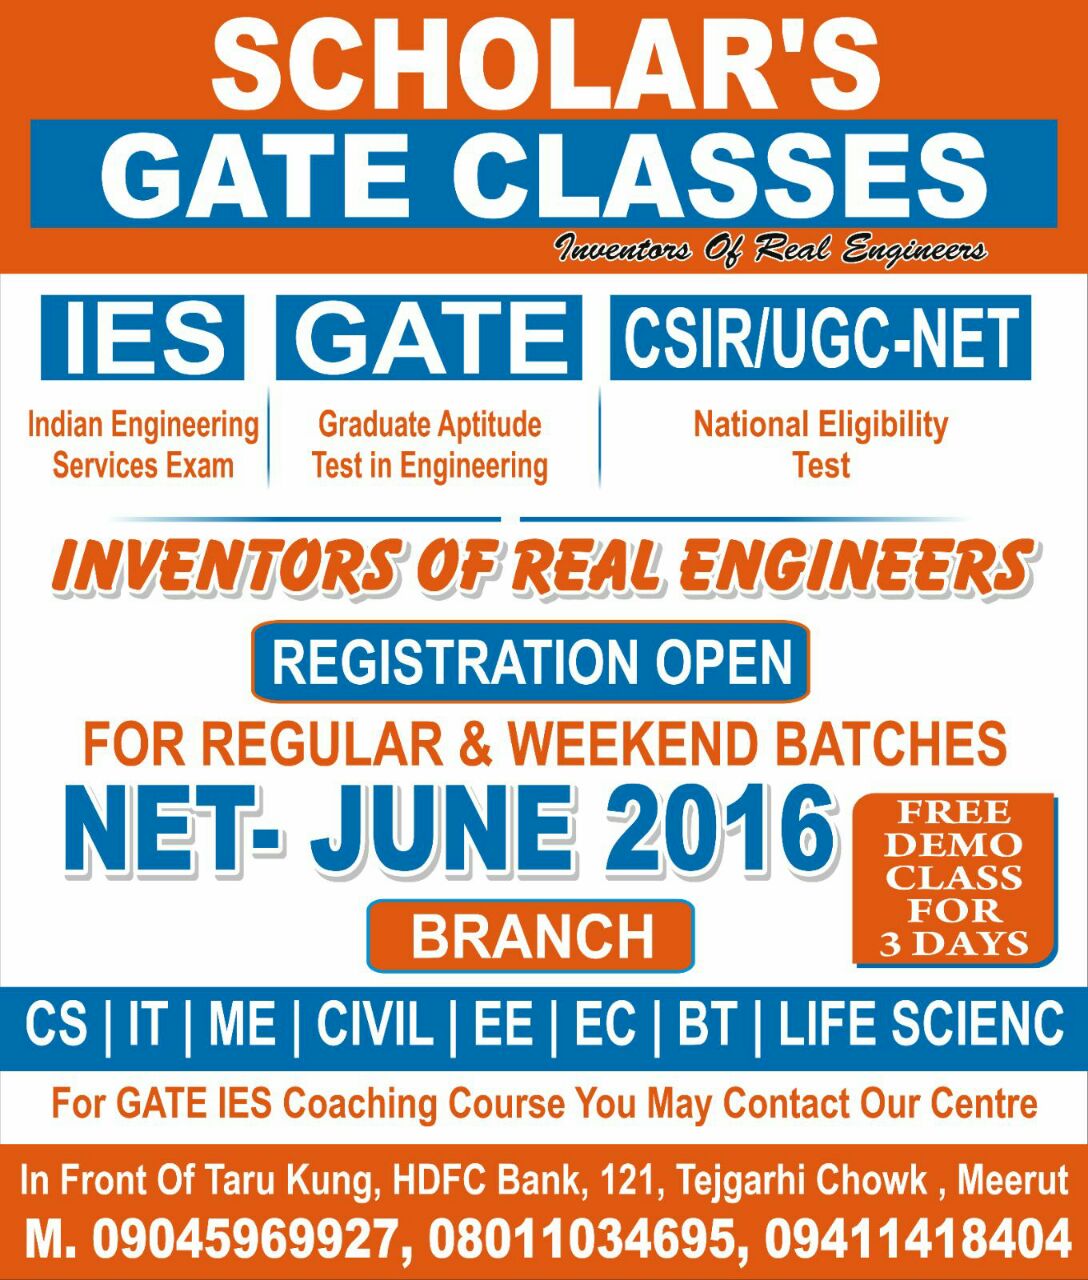 SCHOLAR'S
GATE CLASSES
Inventors Of Real Engineers
IES
GATE
CSIR/UGC-NET
Indian Engineering
Services Exam
Graduate Aptitude
Test in Engineering
National Eligibility
Test
INVENTORS OF REAL ENGINEERS
REGISTRATION OPEN
FOR REGULAR & WEEKEND BATCHES
NET- JUNE 2016
FREE
DEMO
CLASS
FOR
3 DAYS
BRANCH
CS | IT | ME | CIVIL | EE | EC | BT | LIFE SCIENC
For GATE IES Coaching Course You May Contact Our Centre
In Front Of Taru Kung, HDFC Bank, 121, Tejgarhi Chowk , Meerut
M. 09045969927, 08011034695, 09411418404